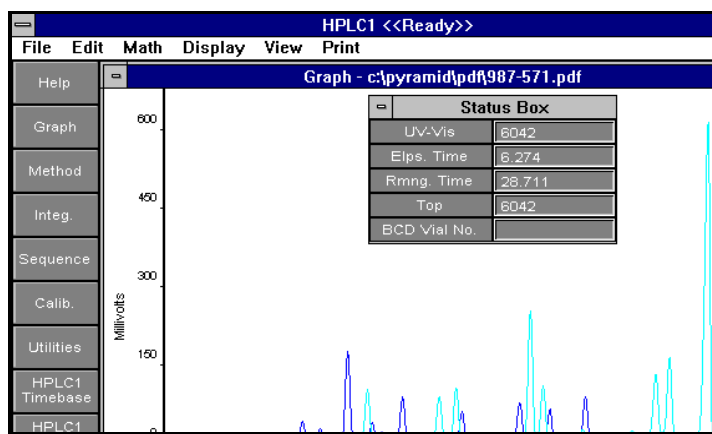 HPLC1 <<Ready>>
File Edit Math Display View Print
Help
Graph
Method
Integ.
Sequence
Calib.
Utilities
HPLC1
Timebase
HPLC1
Graph - c:\pyramid\pdf\987-571.pdf
Status Box
UV-Vis 6042
Elps. Time 6.274
Rmng. Time 28.711
Top 6042
BCD Vial No.
Millivolts
600
450
300
150
0